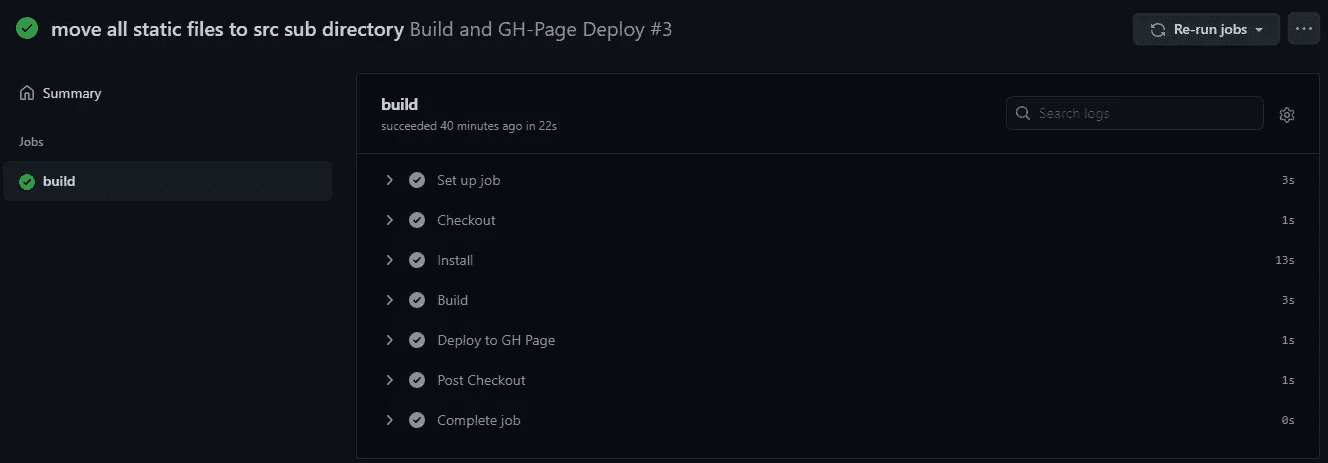 move all static files to src sub directory Build and GH-Page Deploy #3
Re-run jobs
Summary
Jobs
build
build
succeeded 40 minutes ago in 22s
Search logs
Set up job 3s
Checkout 1s
Install 13s
Build 3s
Deploy to GH Page 1s
Post Checkout 1s
Complete job 0s